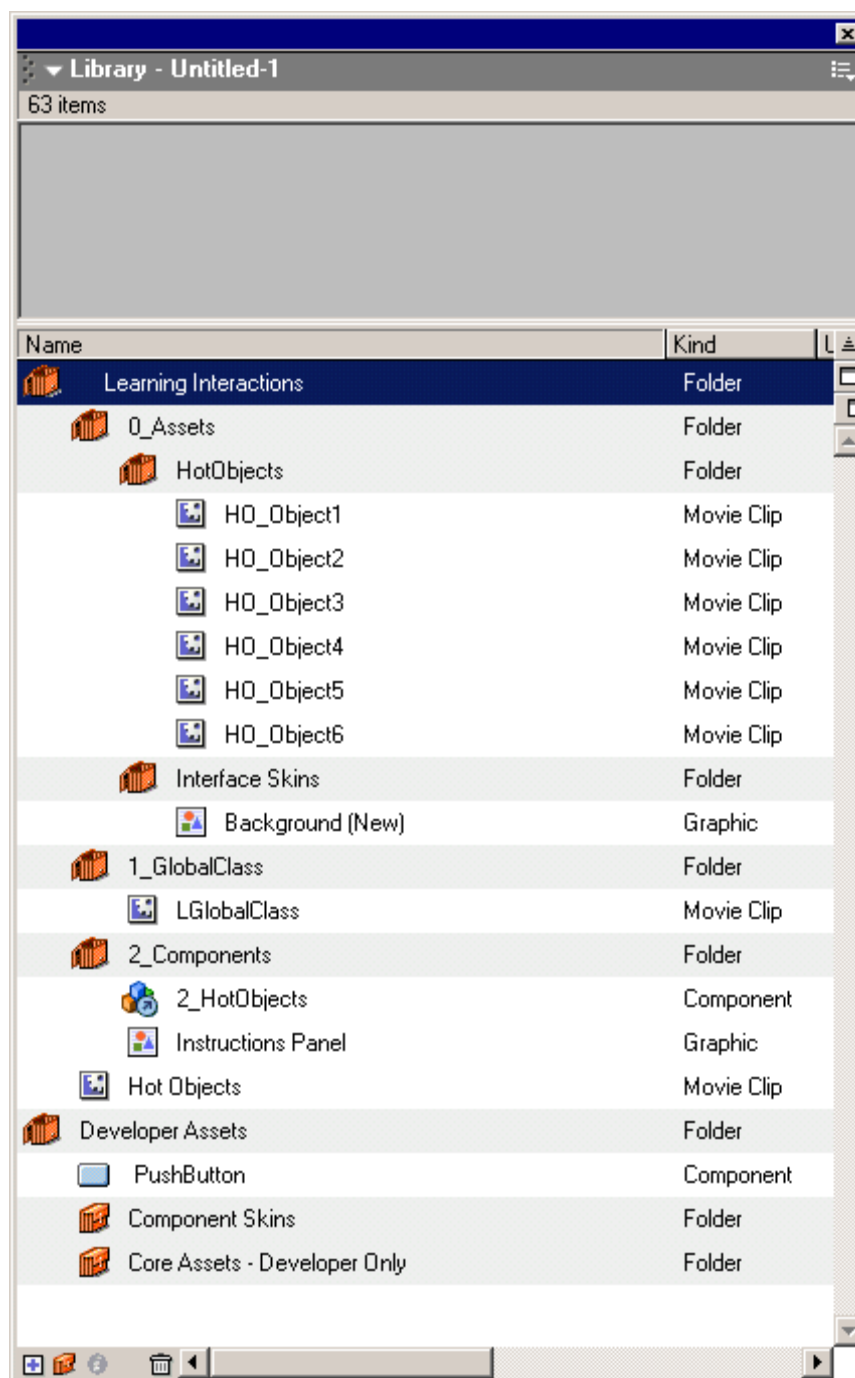 Library - Untitled-1
63 items
Name Kind
Learning Interactions Folder
0_Assets Folder
HotObjects Folder
HO_Object1 Movie Clip
HO_Object2 Movie Clip
HO_Object3 Movie Clip
HO_Object4 Movie Clip
HO_Object5 Movie Clip
HO_Object6 Movie Clip
Interface Skins Folder
Background (New) Graphic
1_GlobalClass Folder
LGlobalClass Movie Clip
2_Components Folder
2_HotObjects Component
Instructions Panel Graphic
Hot Objects Movie Clip
Developer Assets Folder
PushButton Component
Component Skins Folder
Core Assets - Developer Only Folder